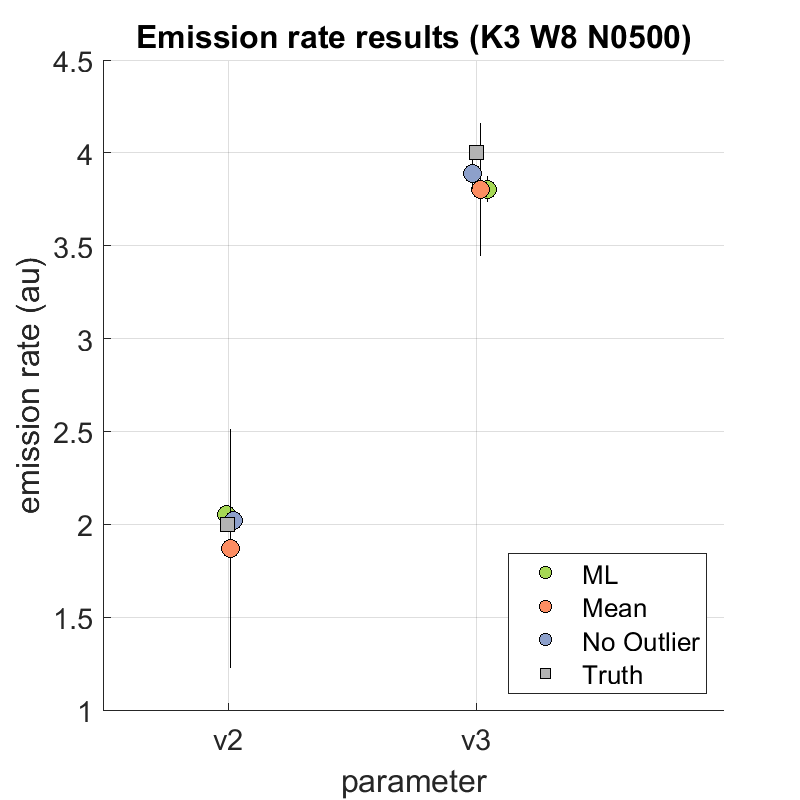 Emission rate results (K3 W8 N0500)
4.5
4
3.5
3
2.5
2
1.5
1
emission rate (au)
v2
v3
parameter
ML
Mean
No Outlier
Truth